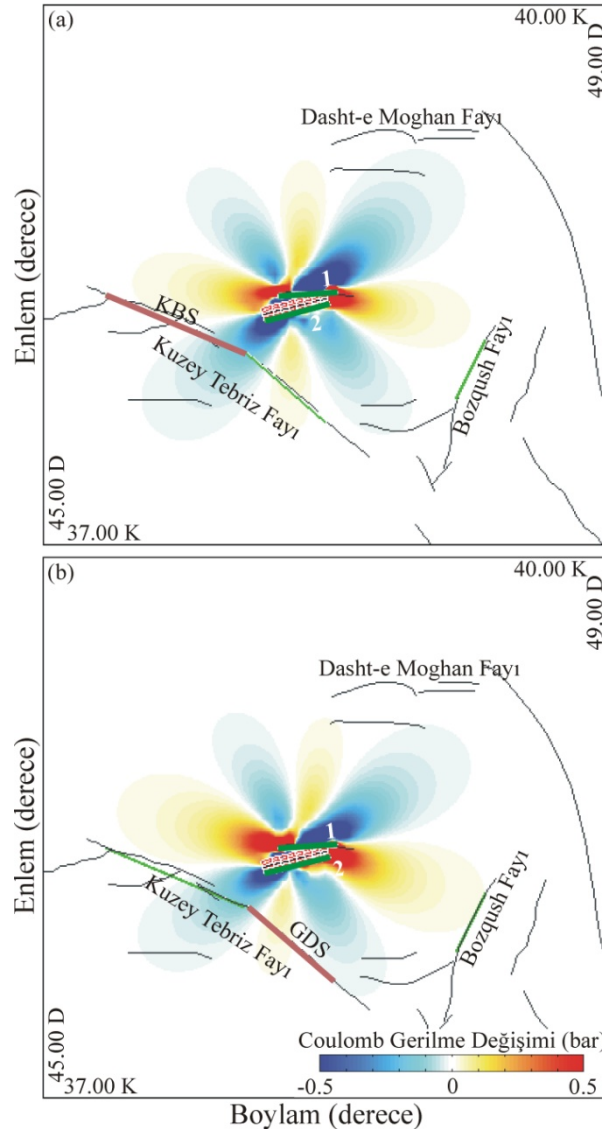 (a)
40.00 K
49.00 D
Dasht-e Moghan Fayı
Enlem (derece)
1
2
KBS
Kuzey Tebriz Fayı
Bozqush Fayı
45.00 D
37.00 K
(b)
40.00 K
49.00 D
Dasht-e Moghan Fayı
Enlem (derece)
1
2
Kuzey Tebriz Fayı
GDS
Bozqush Fayı
45.00 D
37.00 K
Coulomb Gerilme Değişimi (bar)
-0.5 0 0.5
Boylam (derece)